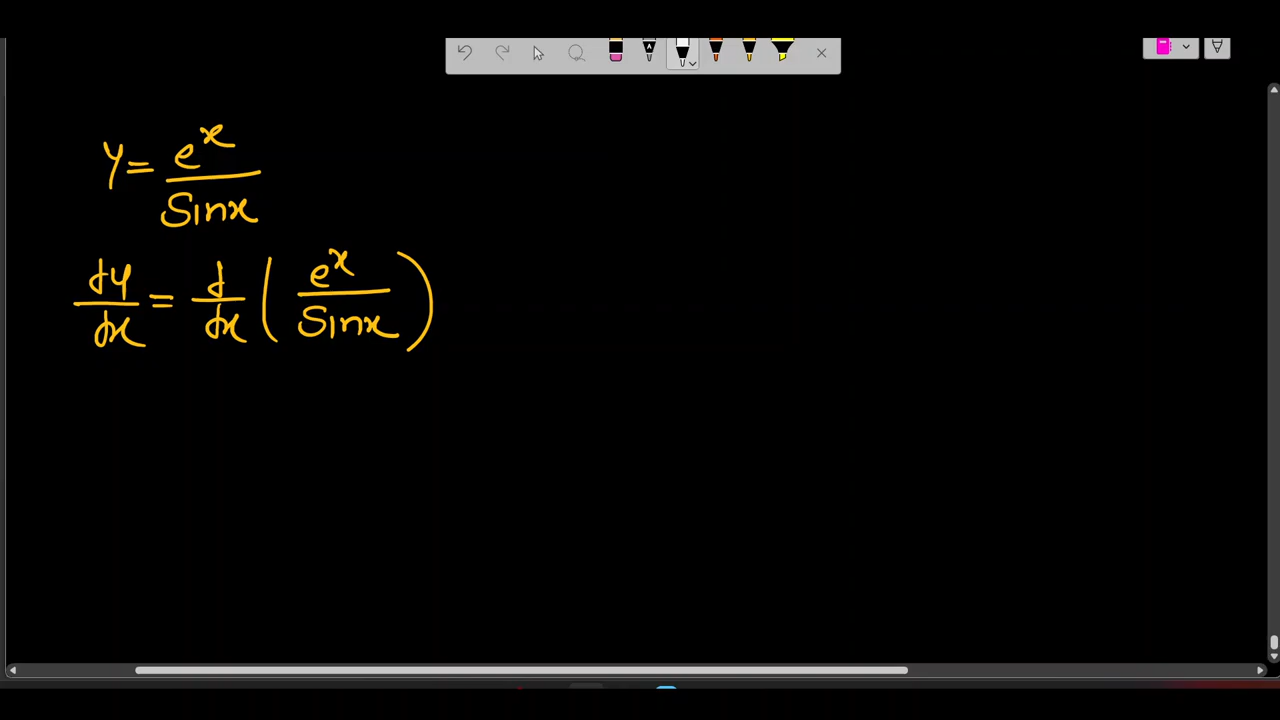 y = e^x / Sinx
dy/dx = d/dx ( e^x / Sinx )